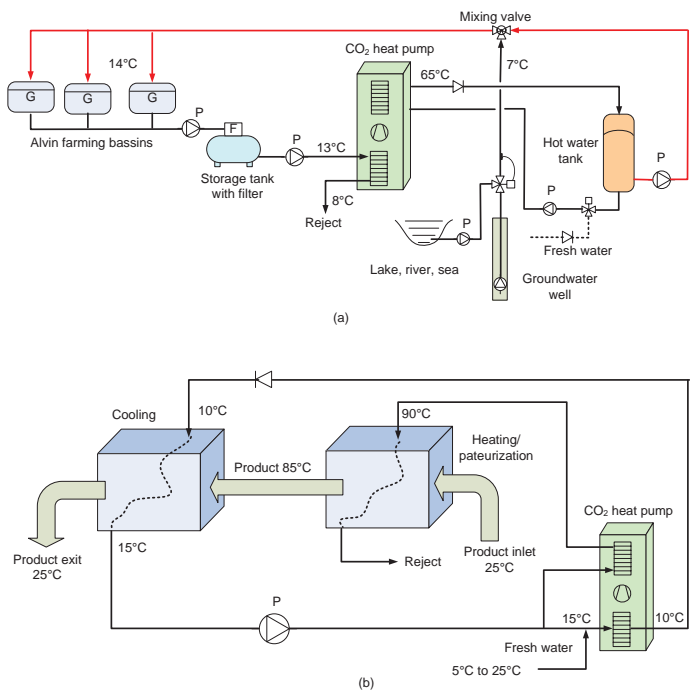 Mixing valve
14°C
CO2 heat pump
7°C
65°C
G
G
G
P
F
P
13°C
Hot water
tank
P
Alvin farming bassins
Storage tank
with filter
8°C
Reject
P
P
Fresh water
Lake, river, sea
Groundwater
well
(a)
Cooling
10°C
90°C
Heating/
pateurization
Product 85°C
CO2 heat pump
Product exit
25°C
15°C
Reject
Product inlet
25°C
P
15°C
10°C
Fresh water
5°C to 25°C
(b)